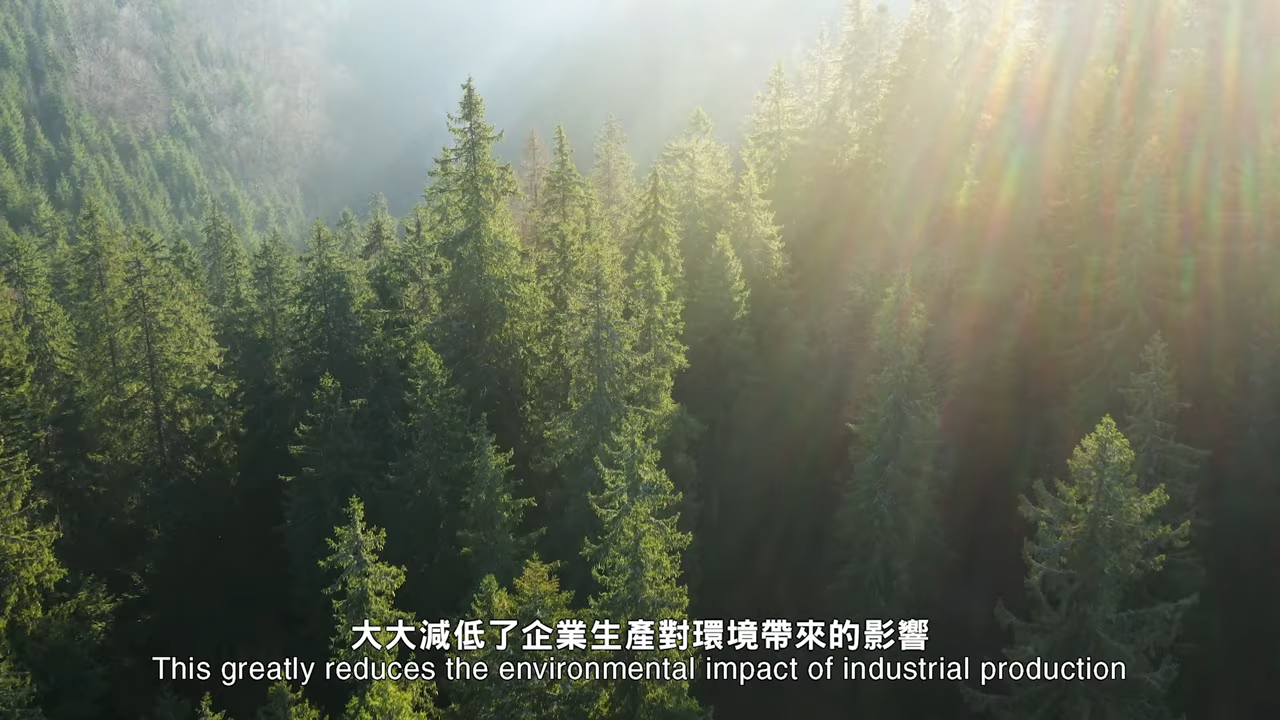 大大減低了企業生產對環境帶來的影響
This greatly reduces the environmental impact of industrial production